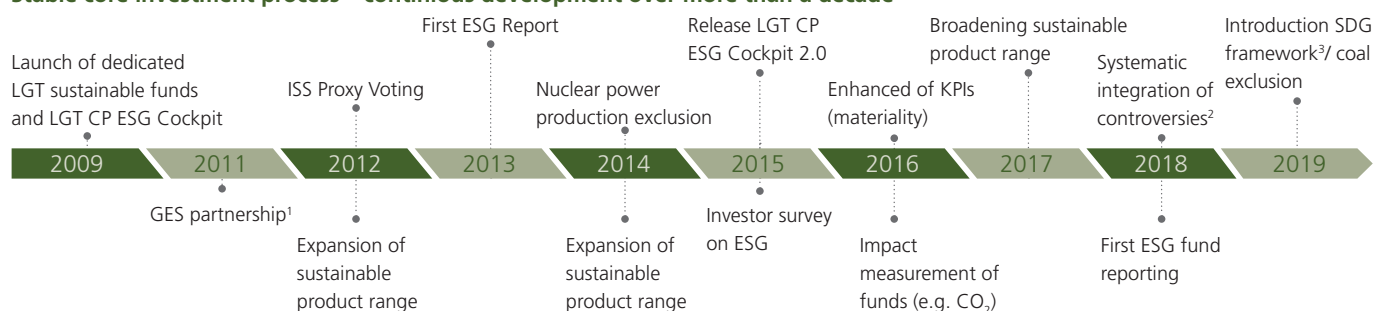 Stable core investment process – continious development over more than a decade
Launch of dedicated
LGT sustainable funds
and LGT CP ESG Cockpit
ISS Proxy Voting
First ESG Report
Nuclear power
production exclusion
Release LGT CP
ESG Cockpit 2.0
Enhanced of KPIs
(materiality)
Broadening sustainable
product range
Systematic
integration of
controversies²
Introduction SDG
framework³/ coal
exclusion
2009
2011
2012
2013
2014
2015
2016
2017
2018
2019
GES partnership¹
Expansion of
sustainable
product range
Expansion of
sustainable
product range
Investor survey
on ESG
Impact
measurement of
funds (e.g. CO₂)
First ESG fund
reporting